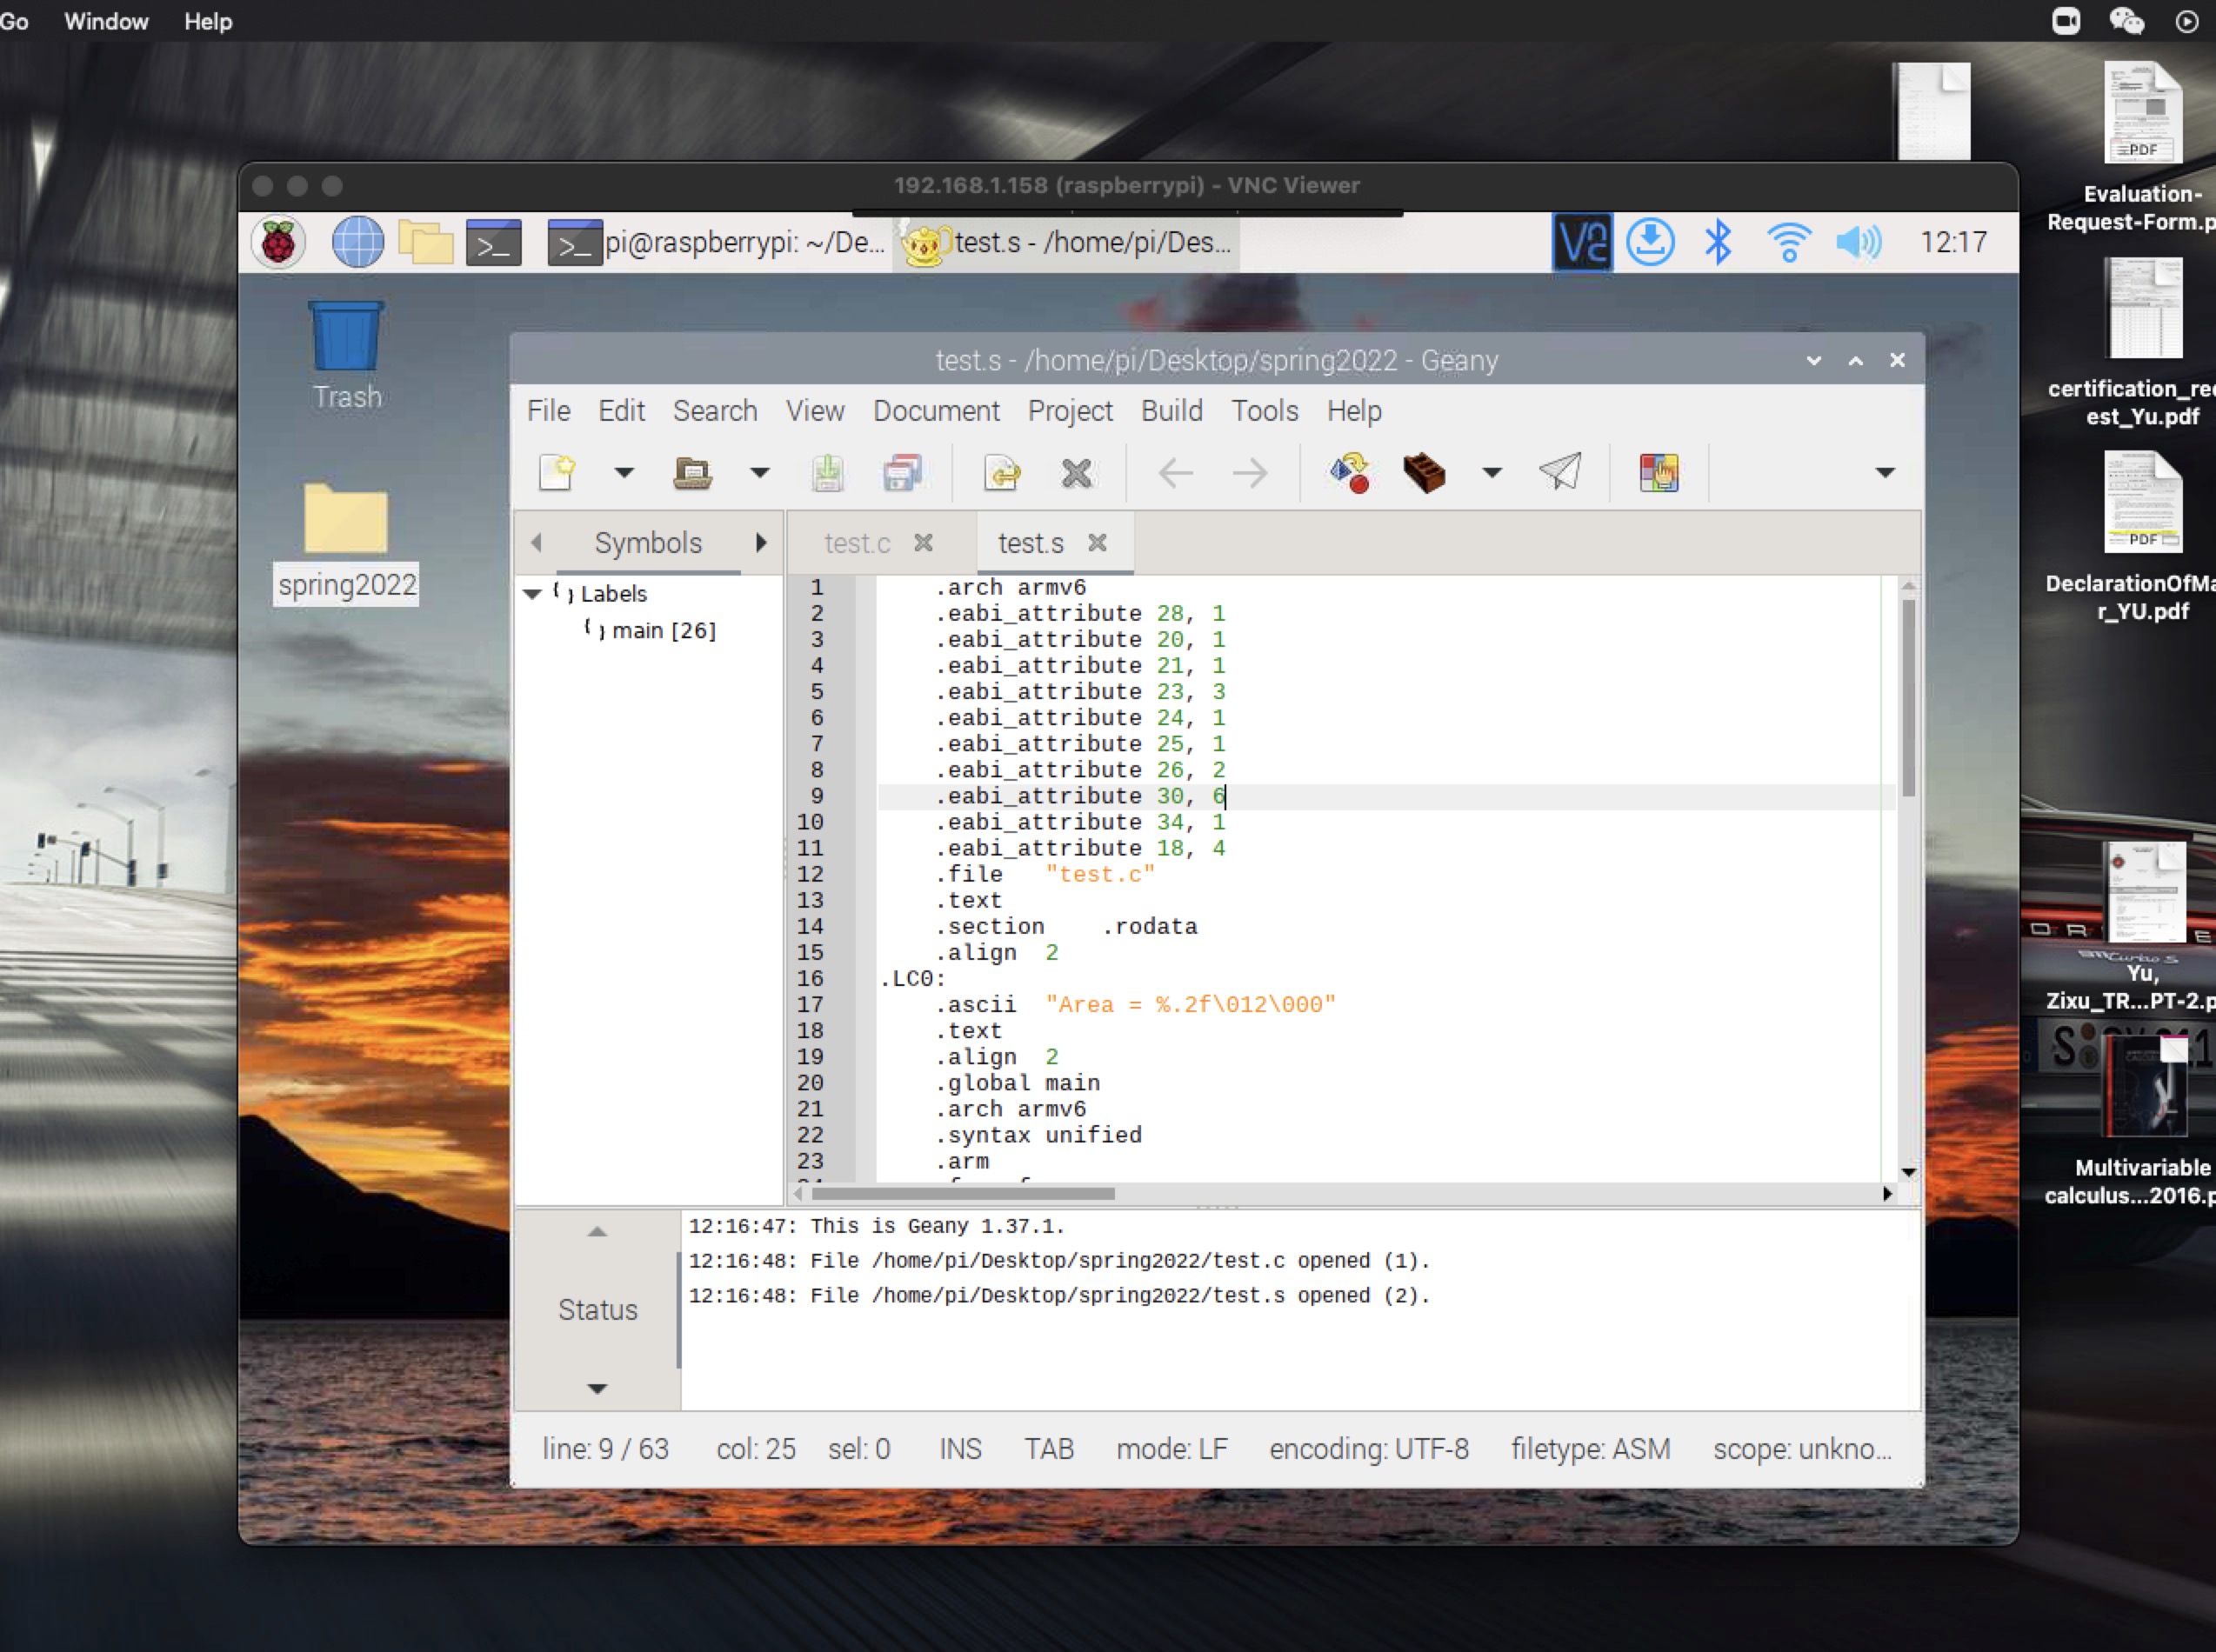 Go Window Help
192.168.1.158 (raspberrypi) - VNC Viewer
pi@raspberrypi: ~/De...
test.s - /home/pi/Des...
12:17
Trash
spring2022
test.s - /home/pi/Desktop/spring2022 - Geany
File Edit Search View Document Project Build Tools Help
Symbols
test.c
test.s
Labels
main [26]
1 .arch armv6
2 .eabi_attribute 28, 1
3 .eabi_attribute 20, 1
4 .eabi_attribute 21, 1
5 .eabi_attribute 23, 3
6 .eabi_attribute 24, 1
7 .eabi_attribute 25, 1
8 .eabi_attribute 26, 2
9 .eabi_attribute 30, 6
10 .eabi_attribute 34, 1
11 .eabi_attribute 18, 4
12 .file "test.c"
13 .text
14 .section .rodata
15 .align 2
16 .LC0:
17 .ascii "Area = %.2f\012\000"
18 .text
19 .align 2
20 .global main
21 .arch armv6
22 .syntax unified
23 .arm
Status
12:16:47: This is Geany 1.37.1.
12:16:48: File /home/pi/Desktop/spring2022/test.c opened (1).
12:16:48: File /home/pi/Desktop/spring2022/test.s opened (2).
line: 9 / 63 col: 25 sel: 0 INS TAB mode: LF encoding: UTF-8 filetype: ASM scope: unkno...
PDF
Evaluation-
Request-Form.p
certification_req
est_Yu.pdf
PDF
DeclarationOfMa
r_YU.pdf
Yu,
Zixu_TR...PT-2.p
Multivariable
calculus...2016.p